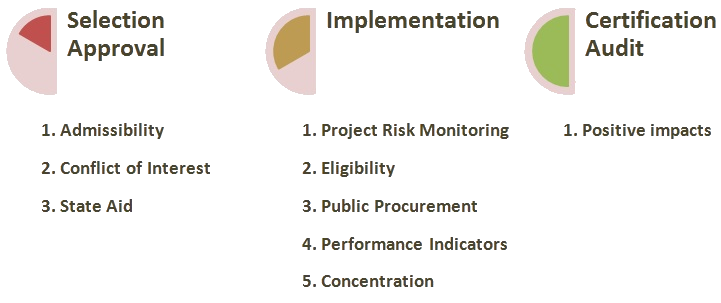 Selection
Approval
1. Admissibility
2. Conflict of Interest
3. State Aid
Implementation
1. Project Risk Monitoring
2. Eligibility
3. Public Procurement
4. Performance Indicators
5. Concentration
Certification
Audit
1. Positive impacts